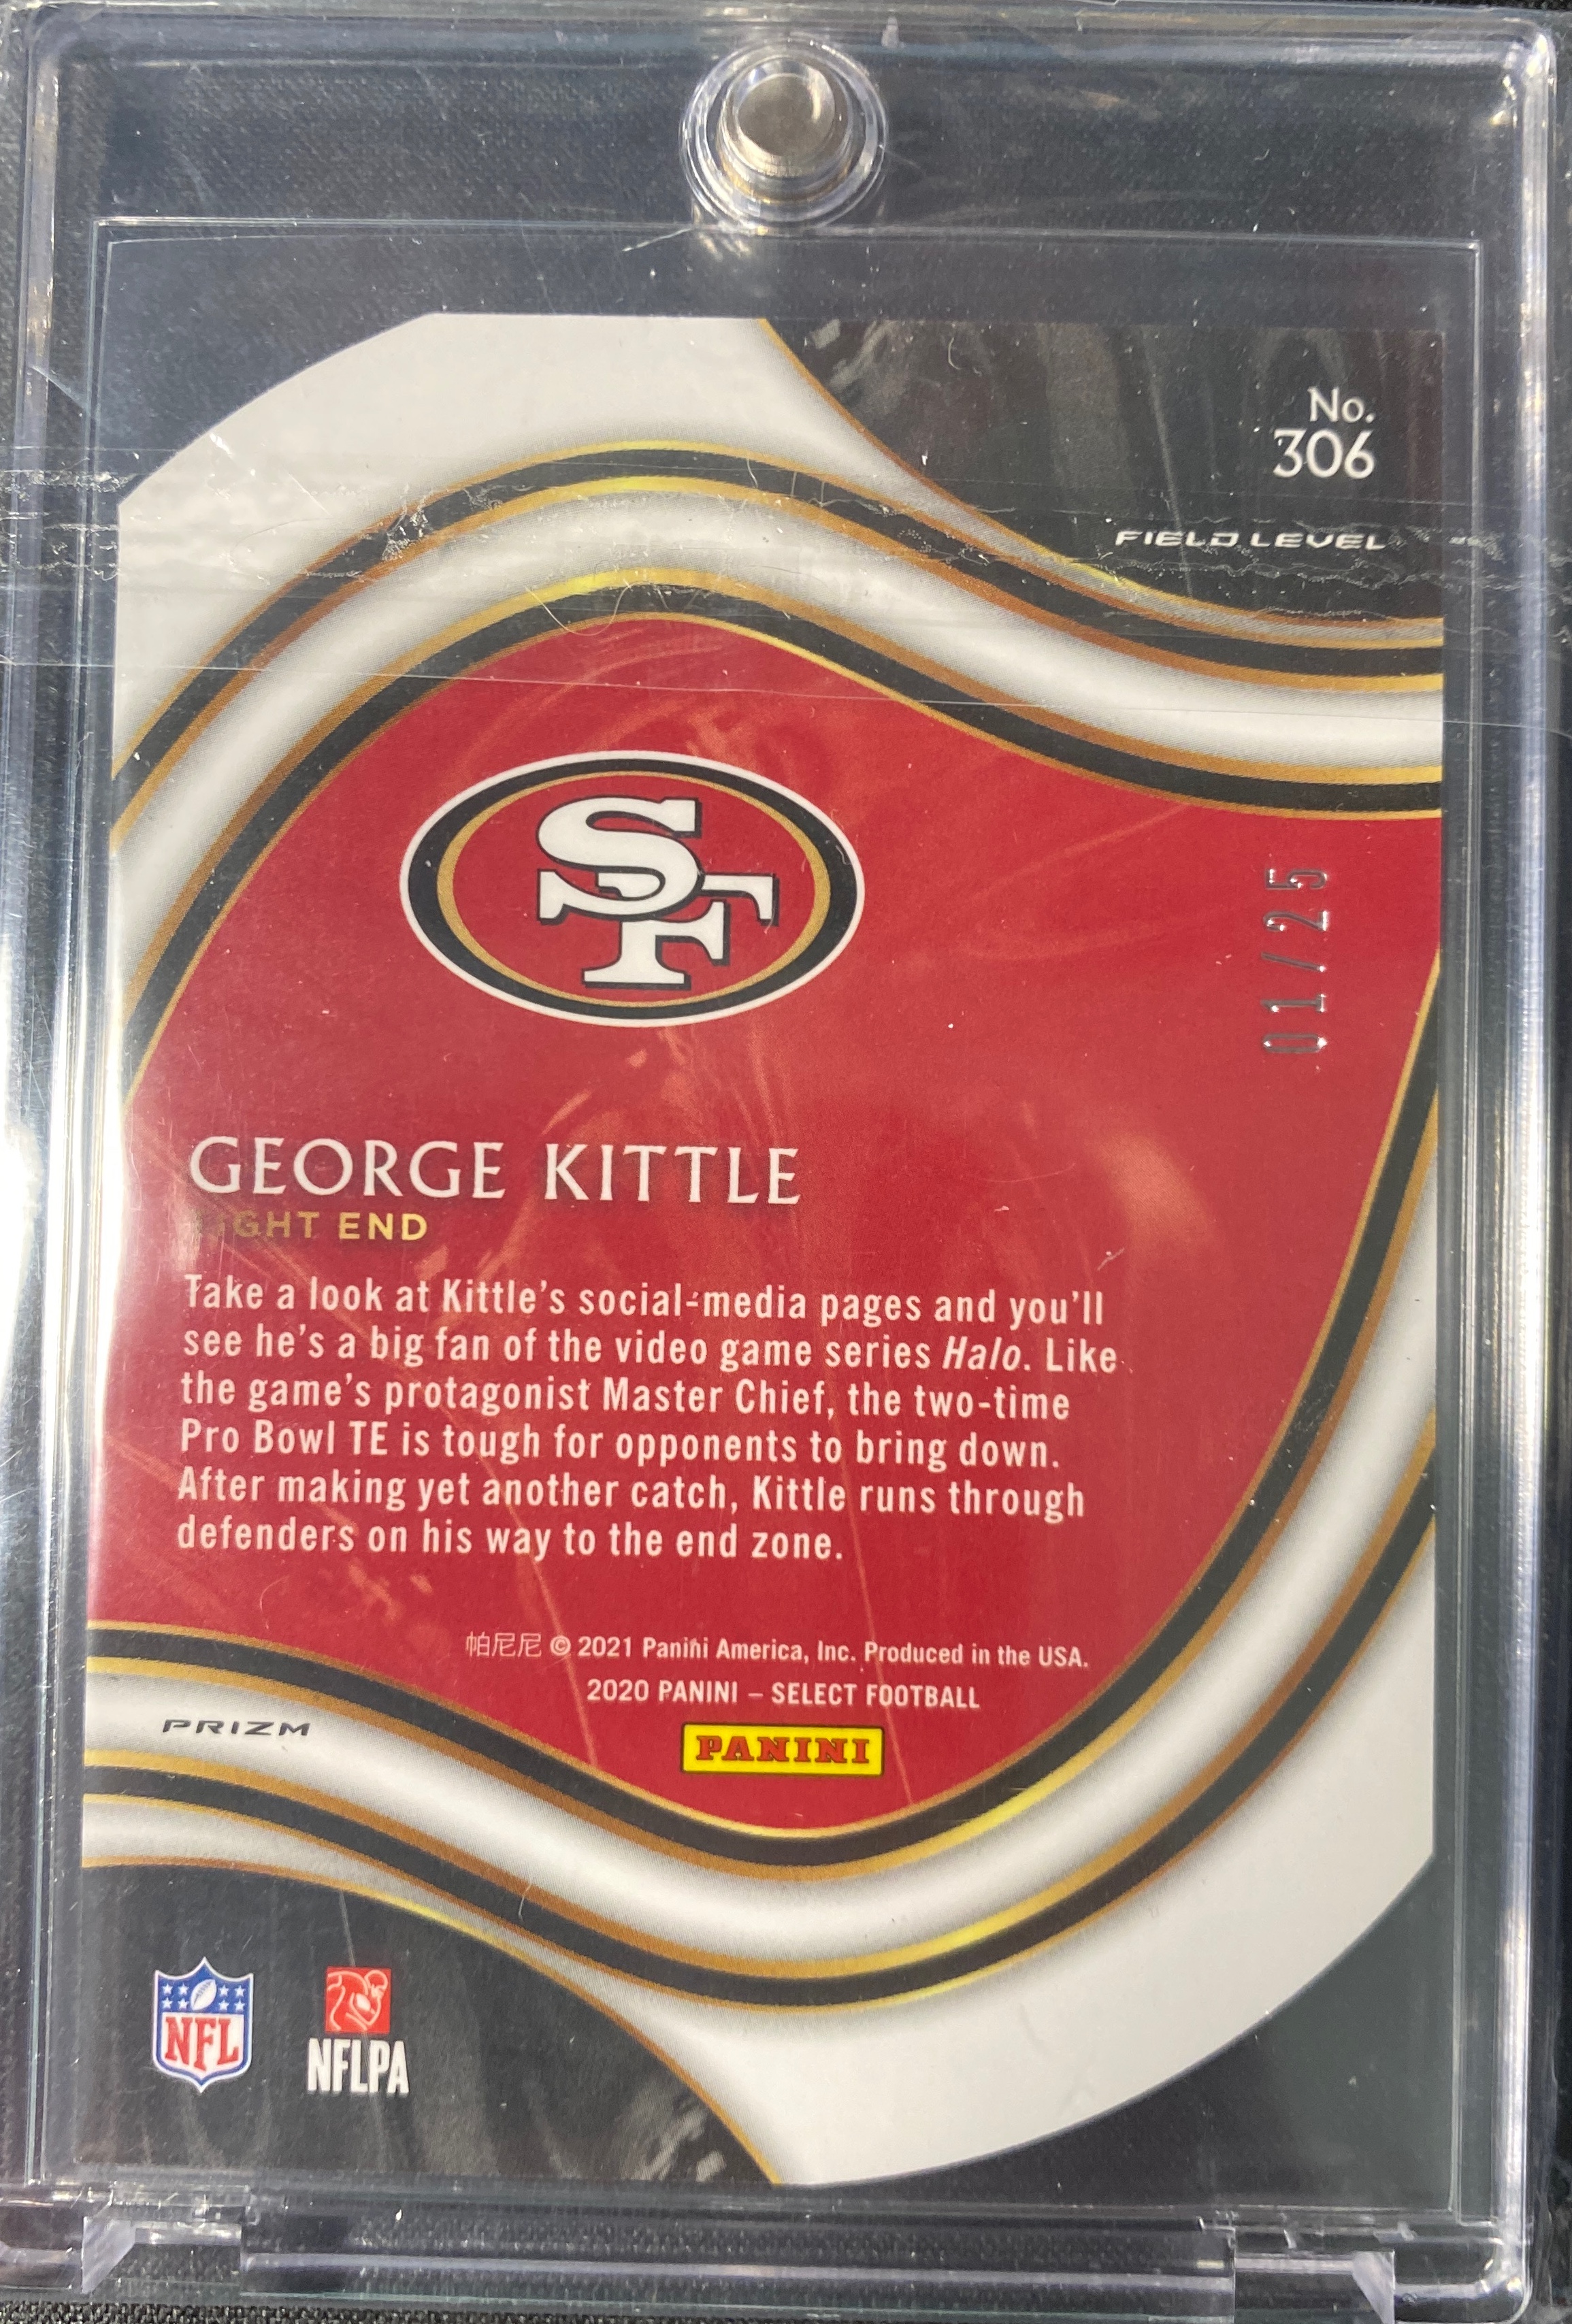 No.
306
FIELD LEVEL
SF
01/25
GEORGE KITTLE
TIGHT END
Take a look at Kittle's social-media pages and you'll
see he's a big fan of the video game series Halo. Like
the game's protagonist Master Chief, the two-time
Pro Bowl TE is tough for opponents to bring down.
After making yet another catch, Kittle runs through
defenders on his way to the end zone.
帕尼尼 © 2021 Panini America, Inc. Produced in the USA.
2020 PANINI – SELECT FOOTBALL
PRIZM
PANINI
NFL
NFLPA